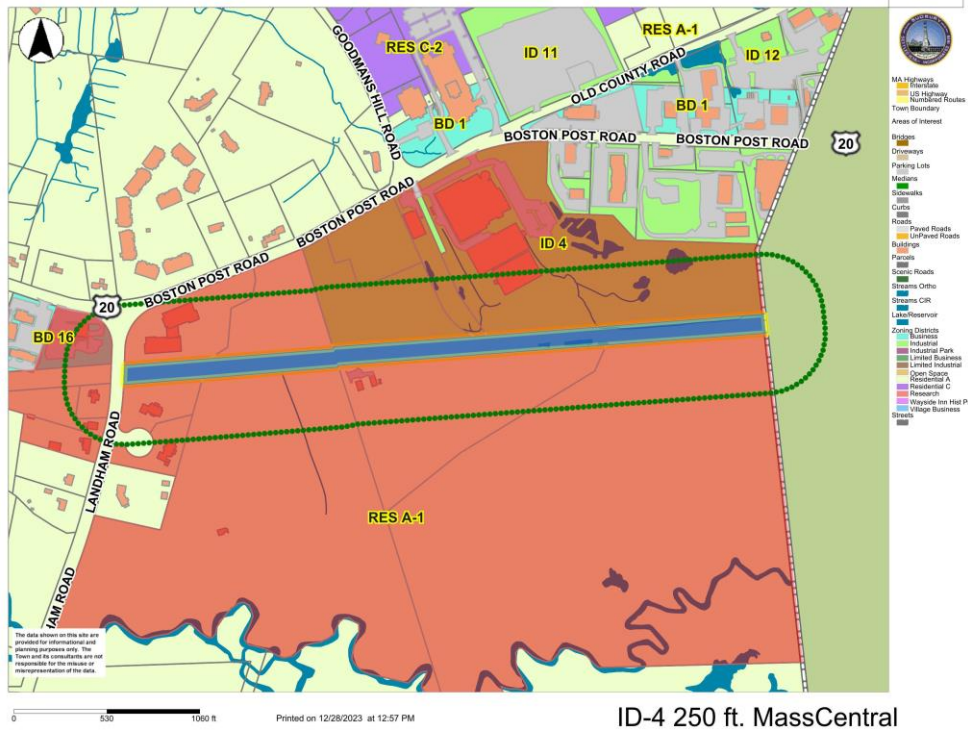 GOODMANS HILL ROAD
RES C-2
ID 11
RES A-1
ID 12
OLD COUNTY ROAD
BD 1
BD 1
BOSTON POST ROAD
BOSTON POST ROAD
20
BOSTON POST ROAD
ID 4
BOSTON POST ROAD
20
BD 16
LANDHAM ROAD
RES A-1
HAM ROAD
The data shown on this site are
provided for informational and
planning purposes only. The
Town and its consultants are not
responsible for the misuse or
misrepresentation of the data.
MA Highways
Interstate
US Highway
Numbered Routes
Town Boundary
Areas of Interest
Bridges
Driveways
Parking Lots
Medians
Sidewalks
Curbs
Roads
Paved Roads
UnPaved Roads
Buildings
Parcels
Scenic Roads
Streams Ortho
Streams CIR
Lake/Reservoir
Zoning Districts
Business
Industrial
Industrial Park
Limited Business
Limited Industrial
Open Space
Residential A
Residential C
Research
Wayside Inn Hist P
Village Business
Streets
0 530 1060 ft
Printed on 12/28/2023 at 12:57 PM
ID-4 250 ft. MassCentral